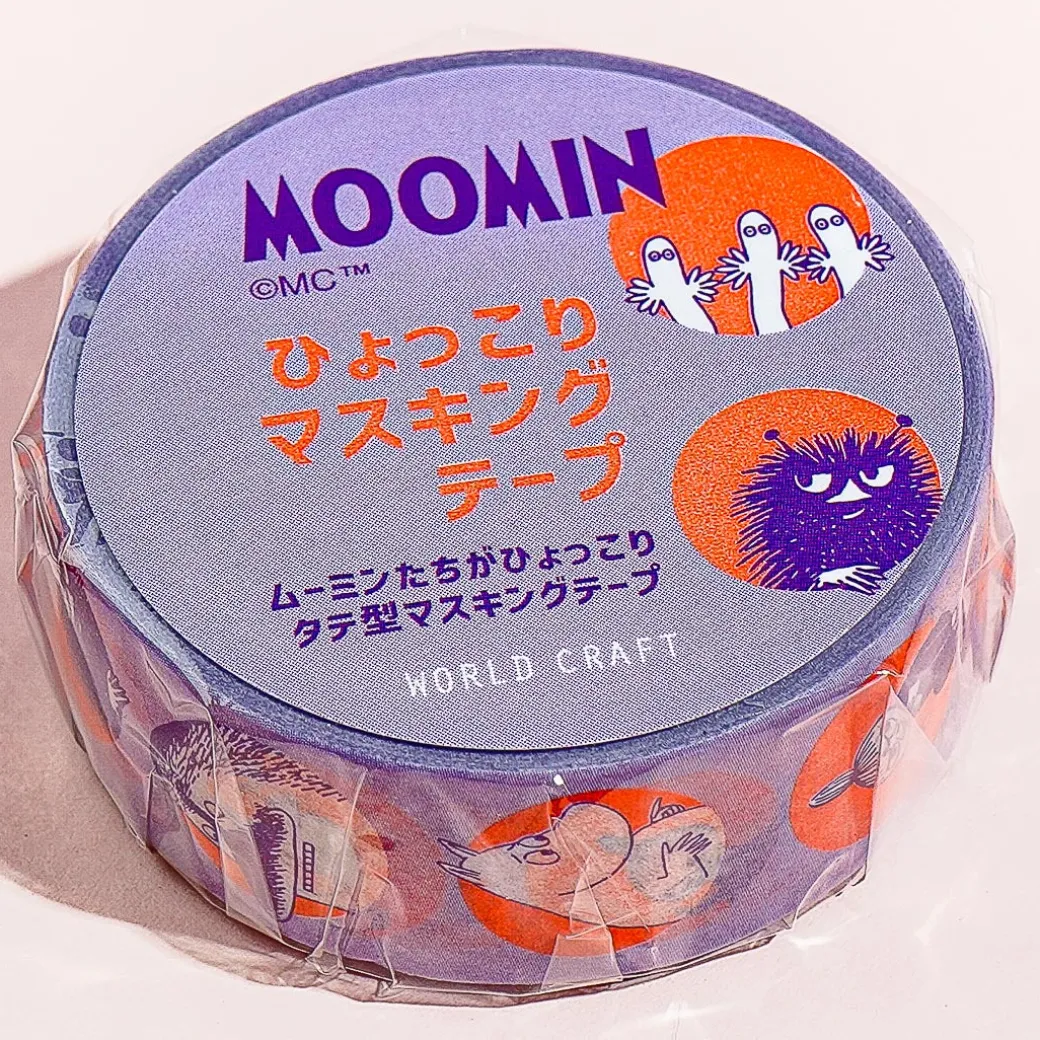 MOOMIN
©MC™
ひょっこり
マスキング
テープ
ムーミンたちがひょっこり
タテ型マスキングテープ
WORLD CRAFT